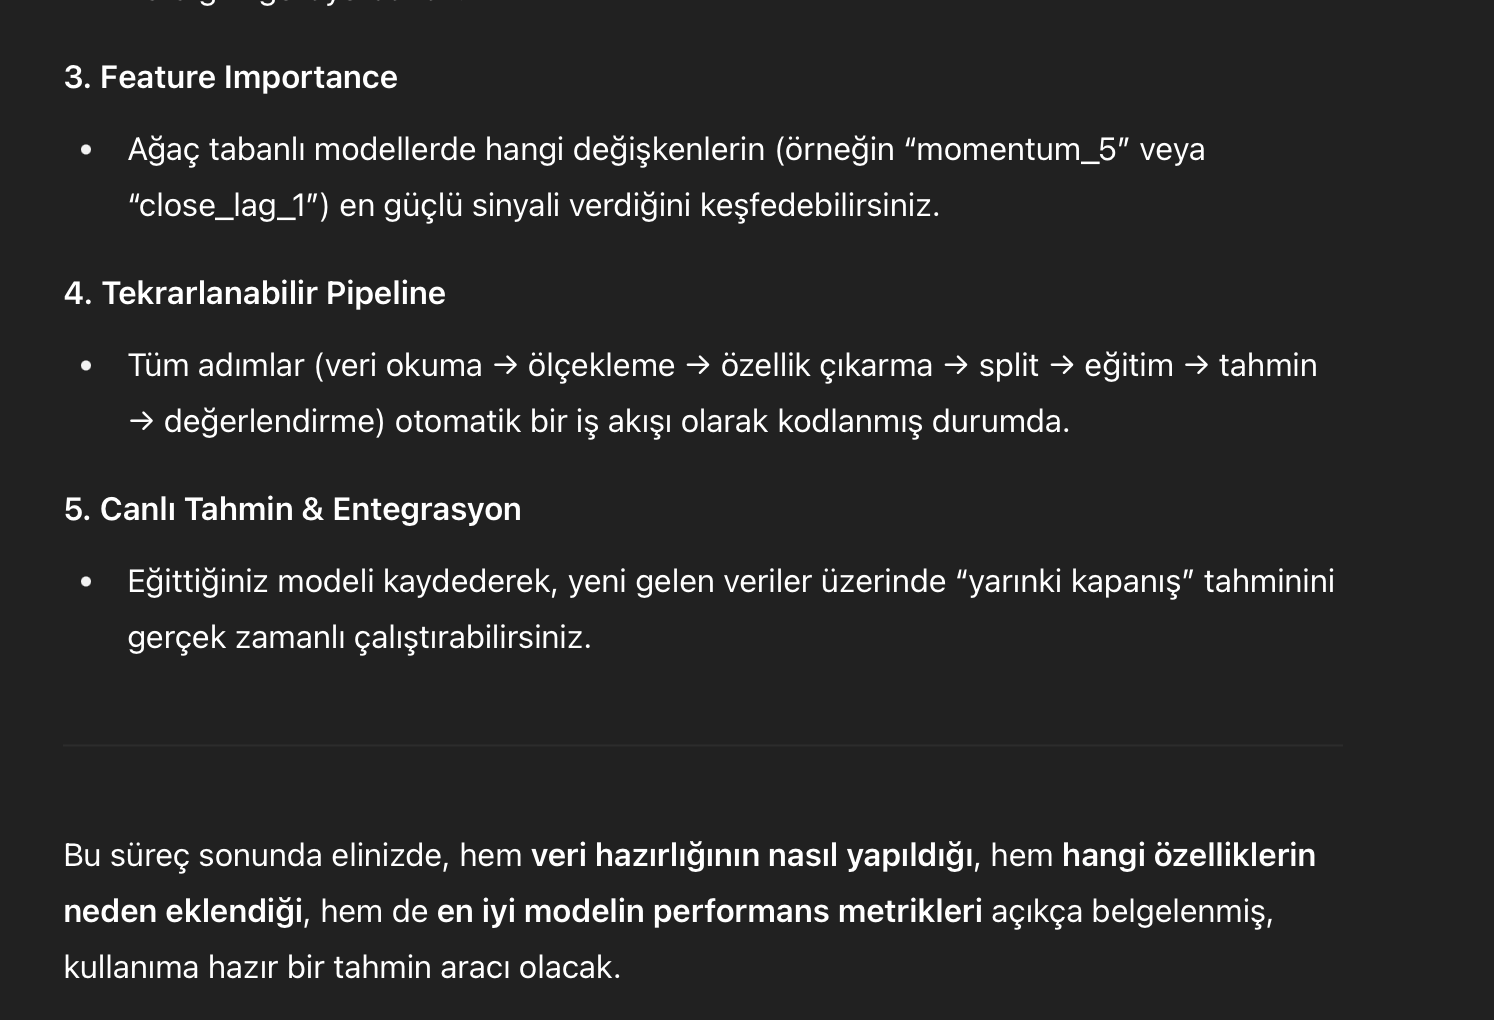 3. Feature Importance
• Ağaç tabanlı modellerde hangi değişkenlerin (örneğin “momentum_5” veya
“close_lag_1”) en güçlü sinyali verdiğini keşfedebilirsiniz.
4. Tekrarlanabilir Pipeline
• Tüm adımlar (veri okuma → ölçekleme → özellik çıkarma → split → eğitim → tahmin
→ değerlendirme) otomatik bir iş akışı olarak kodlanmış durumda.
5. Canlı Tahmin & Entegrasyon
• Eğittiğiniz modeli kaydederek, yeni gelen veriler üzerinde “yarınki kapanış” tahminini
gerçek zamanlı çalıştırabilirsiniz.
Bu süreç sonunda elinizde, hem veri hazırlığının nasıl yapıldığı, hem hangi özelliklerin
neden eklendiği, hem de en iyi modelin performans metrikleri açıkça belgelenmiş,
kullanıma hazır bir tahmin aracı olacak.